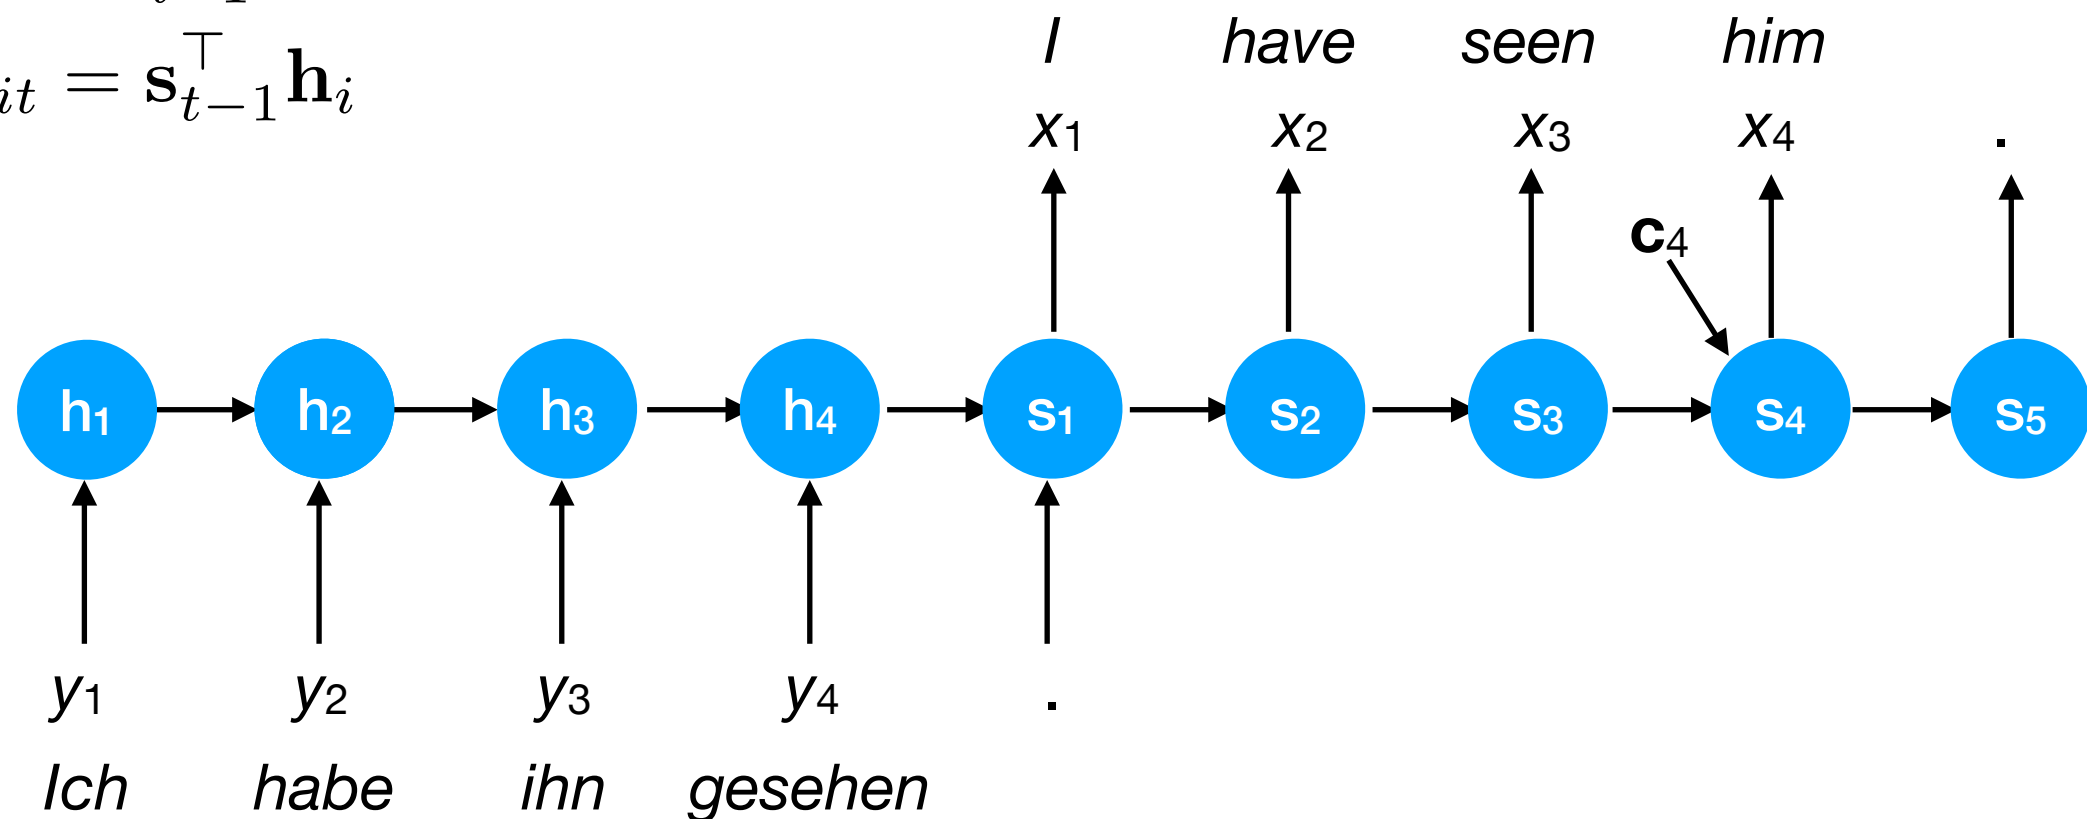 it = s⊤t−1 hi
I have seen him
x1 x2 x3 x4 .
c4
h1 h2 h3 h4 s1 s2 s3 s4 s5
y1 y2 y3 y4 .
Ich habe ihn gesehen